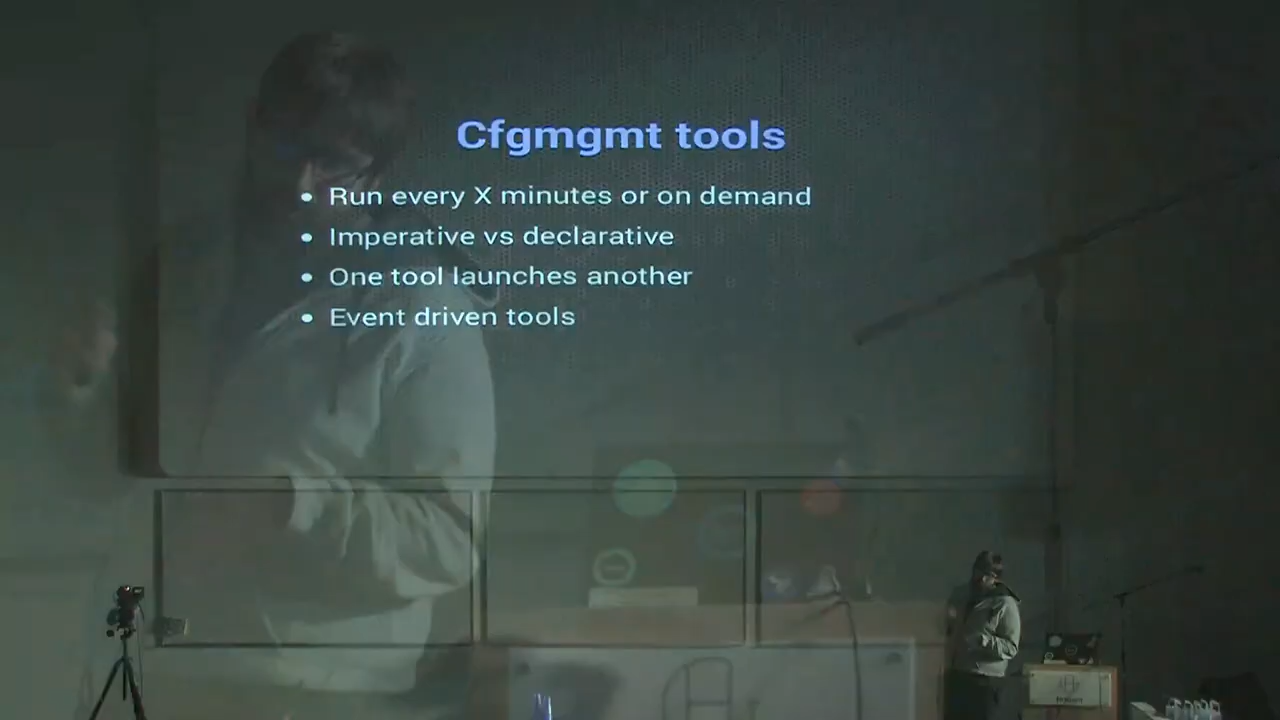 Cfgmgmt tools
Run every X minutes or on demand
Imperative vs declarative
One tool launches another
Event driven tools